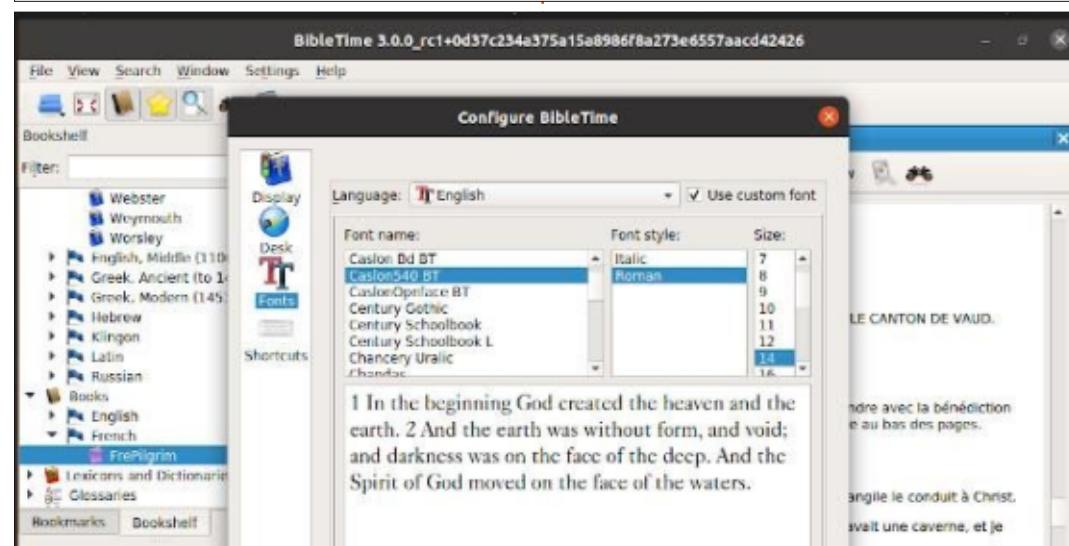 BibleTime 3.0.0_rc1+0d37c234a375a15a8986f8a273e6557aacd42426
File View Search Window Settings Help
Configure BibleTime
Bookshelf
Filter:
Webster
Weymouth
Worsley
English, Middle (110
Greek, Ancient (to 1
Greek, Modern (145
Hebrew
Klingon
Latin
Russian
Books
English
French
FrePilgrim
Lexicons and Dictionarie
Glossaries
Bookmarks Bookshelf
Display
Desk
Fonts
Shortcuts
Language: English Use custom font
Font name: Font style: Size:
Caslon Bd BT Italic 7
Caslon540 BT Roman 8
CaslonOpnface BT 9
Century Gothic 10
Century Schoolbook 11
Century Schoolbook L 12
Chancery Uralic 14
Chandas 16
1 In the beginning God created the heaven and the
earth. 2 And the earth was without form, and void;
and darkness was on the face of the deep. And the
Spirit of God moved on the face of the waters.
LE CANTON DE VAUD.
ndre avec la bénédiction
e au bas des pages.
angile le conduit à Christ.
avait une caverne, et je